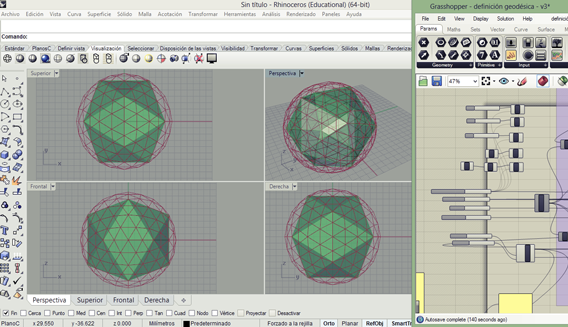 Sin título - Rhinoceros (Educational) (64-bit)
Archivo Edición Vista Curva Superficie Sólido Malla Acotación Transformar Herramientas Analizar Renderizado Paneles Ayuda
Comando:
Estándar PlanosC Definir vista Visualización Seleccionar Disposición de las vistas Visibilidad Transformar Curva Superficies Sólidos Mallas Renderiza
Superior
Perspectiva
Frontal
Derecha
Perspectiva Superior Frontal Derecha
Fin Cerca Punto Med Cen Int Perp Tan Cuad Nodo Vértice Proyectar Desactivar
PlanoC x 29.550 y -36.622 z 0.000 Milímetros Predeterminado Forzado a la rejilla Orto Planar RefObj SmartTr
Grasshopper - definición geodésica - v3*
File Edit View Display Solution Help
Params Maths Sets Vector Curve Surface Mesh
Geometry Primitive Input
47%
Autosave complete (140 seconds ago)